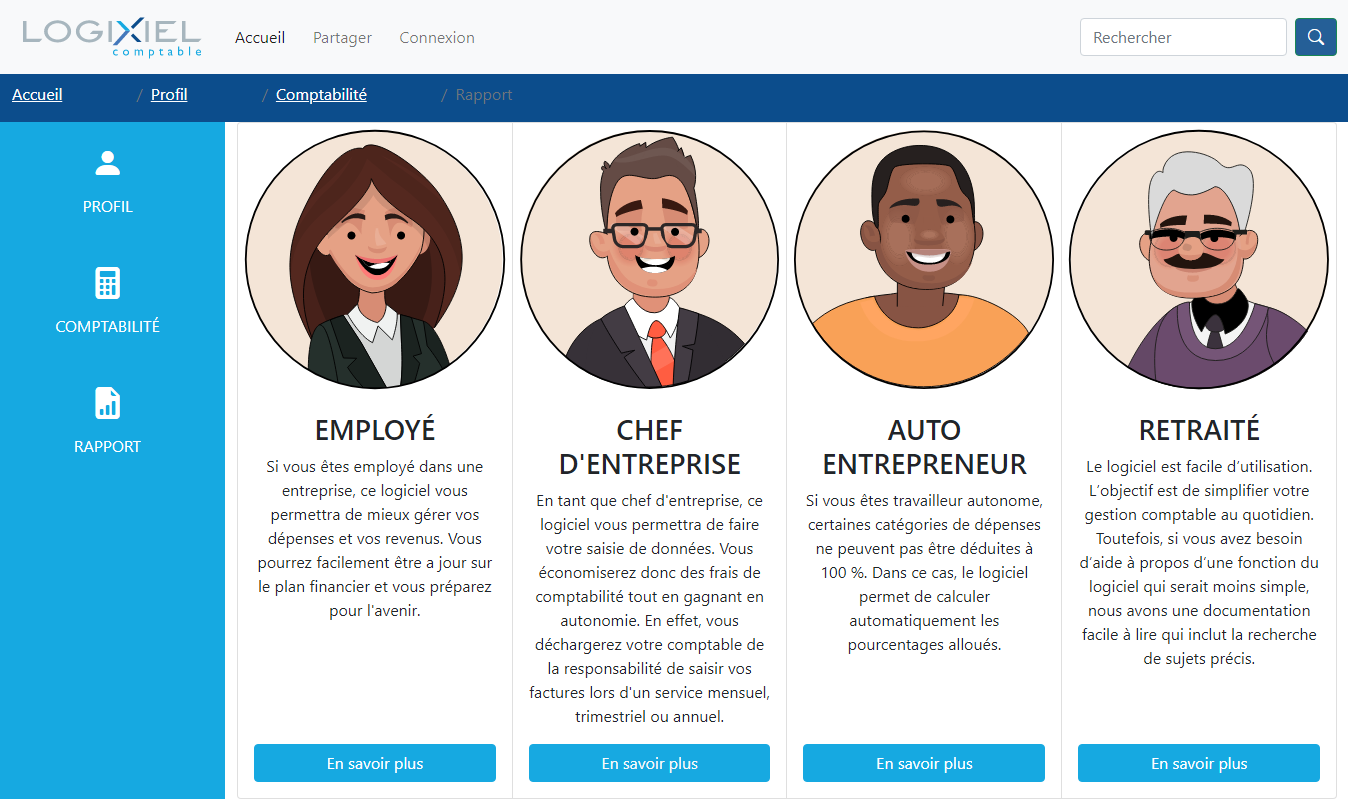 LOGIXIEL
comptable
Accueil
Partager
Connexion
Rechercher
Accueil / Profil / Comptabilité / Rapport
PROFIL
COMPTABILITÉ
RAPPORT
EMPLOYÉ
Si vous êtes employé dans une
entreprise, ce logiciel vous
permettra de mieux gérer vos
dépenses et vos revenus. Vous
pourrez facilement être a jour sur
le plan financier et vous préparez
pour l'avenir.
En savoir plus
CHEF
D'ENTREPRISE
En tant que chef d'entreprise, ce
logiciel vous permettra de faire
votre saisie de données. Vous
économiserez donc des frais de
comptabilité tout en gagnant en
autonomie. En effet, vous
déchargerez votre comptable de
la responsabilité de saisir vos
factures lors d'un service mensuel,
trimestriel ou annuel.
En savoir plus
AUTO
ENTREPRENEUR
Si vous êtes travailleur autonome,
certaines catégories de dépenses
ne peuvent pas être déduites à
100 %. Dans ce cas, le logiciel
permet de calculer
automatiquement les
pourcentages alloués.
En savoir plus
RETRAITÉ
Le logiciel est facile d’utilisation.
L’objectif est de simplifier votre
gestion comptable au quotidien.
Toutefois, si vous avez besoin
d’aide à propos d’une fonction du
logiciel qui serait moins simple,
nous avons une documentation
facile à lire qui inclut la recherche
de sujets précis.
En savoir plus